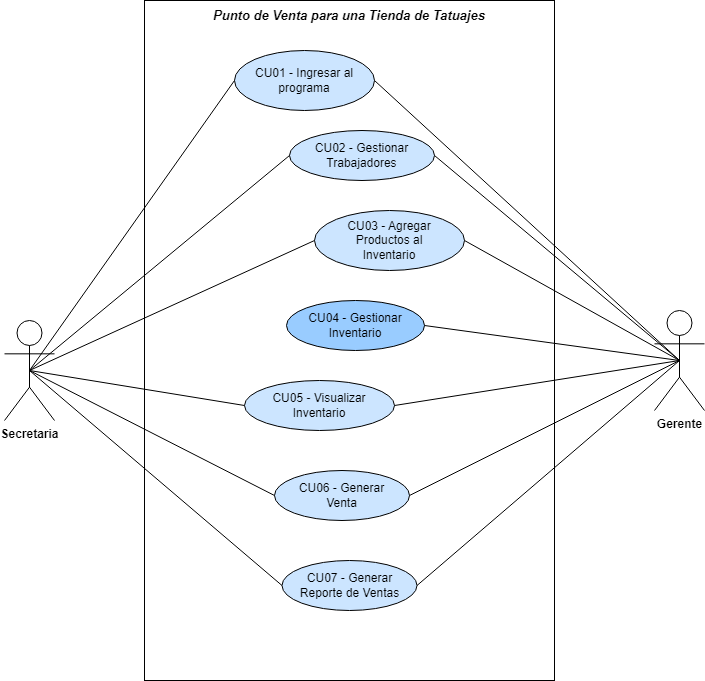 Punto de Venta para una Tienda de Tatuajes
CU01 - Ingresar al
programa
CU02 - Gestionar
Trabajadores
CU03 - Agregar
Productos al
Inventario
CU04 - Gestionar
Inventario
CU05 - Visualizar
Inventario
Secretaria
Gerente
CU06 - Generar
Venta
CU07 - Generar
Reporte de Ventas